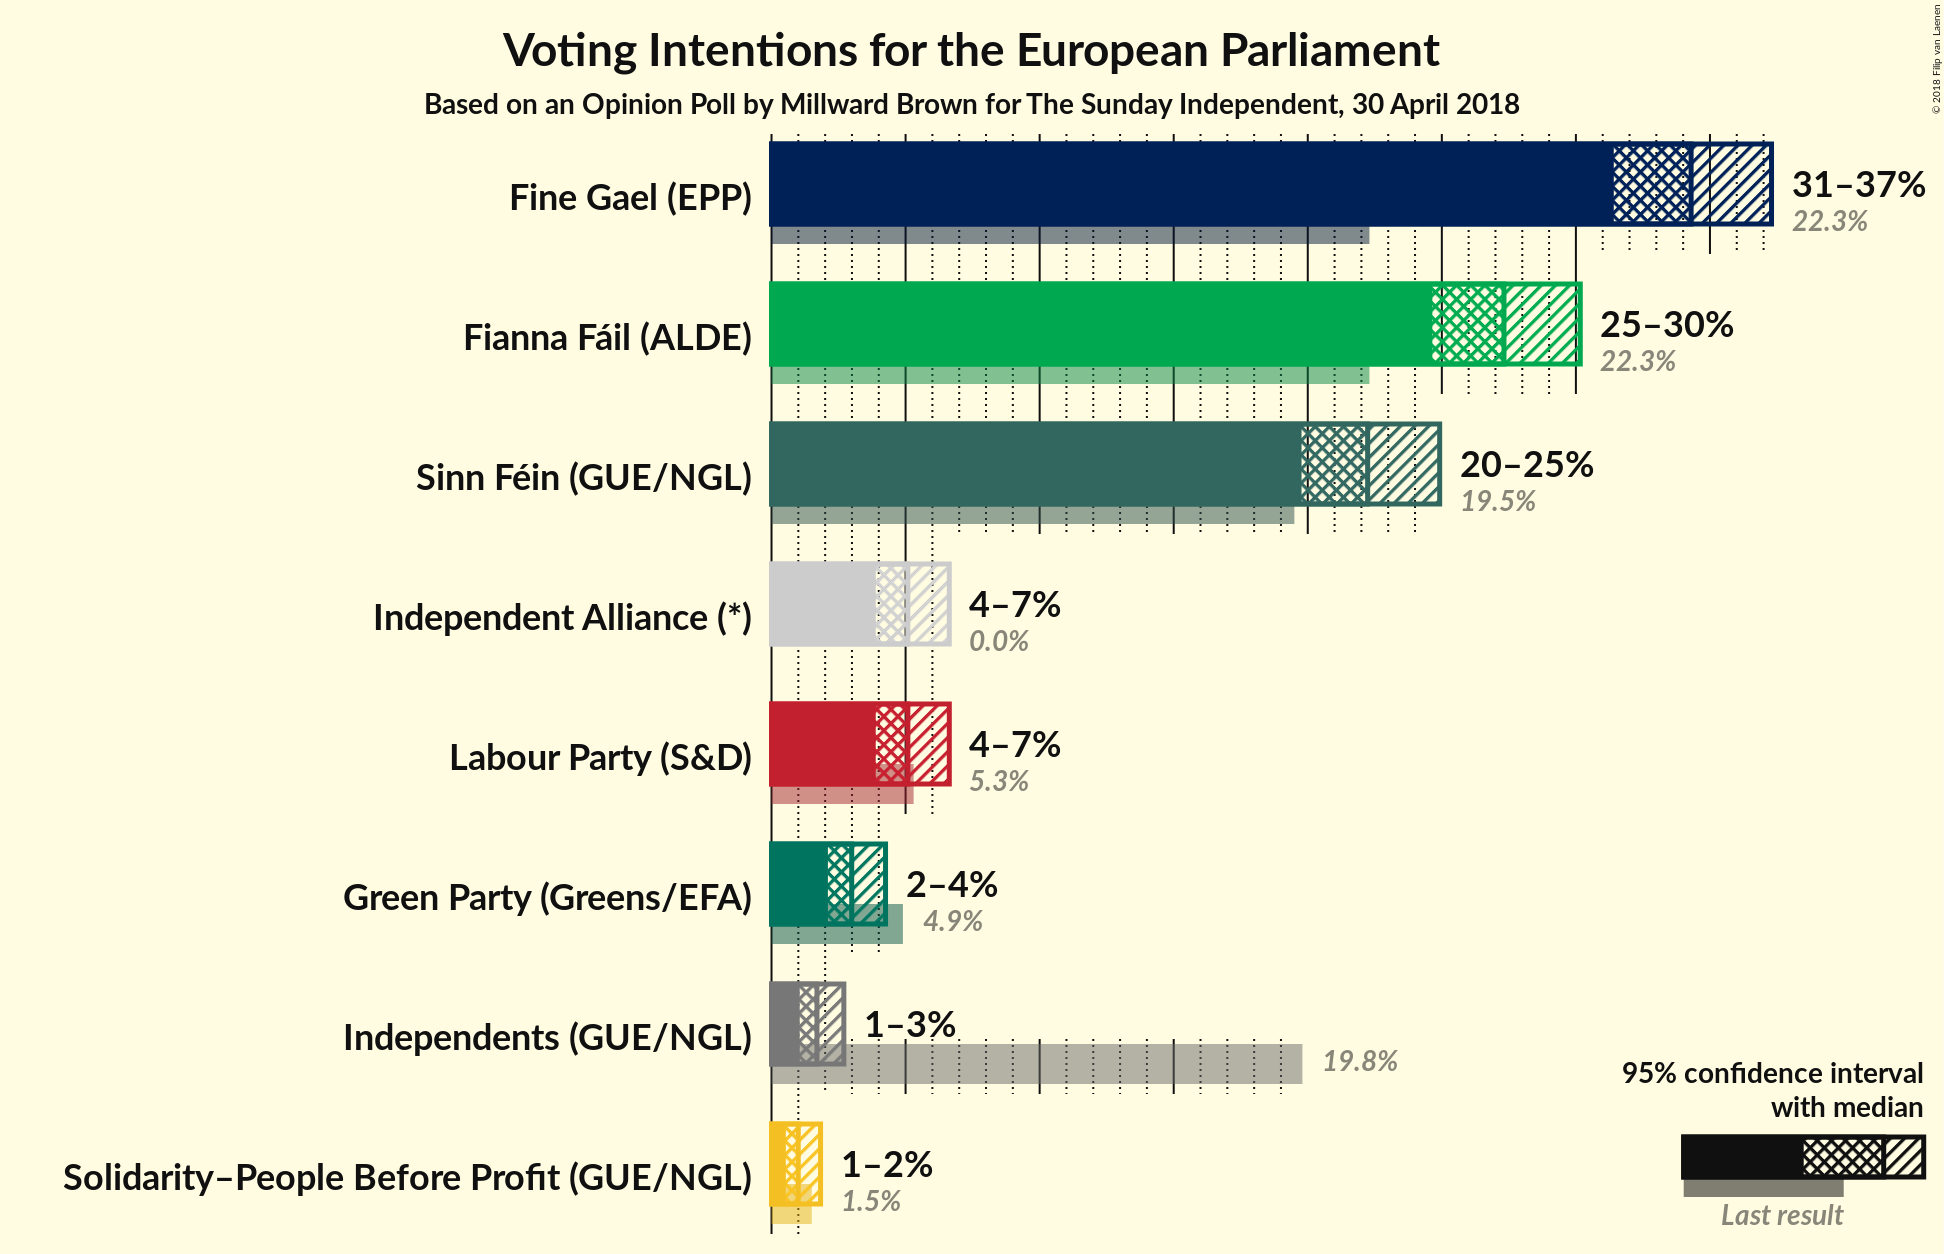 Voting Intentions for the European Parliament
Based on an Opinion Poll by Millward Brown for The Sunday Independent, 30 April 2018
© 2018 Filip van Laenen
Fine Gael (EPP)
31–37%
22.3%
Fianna Fáil (ALDE)
25–30%
22.3%
Sinn Féin (GUE/NGL)
20–25%
19.5%
Independent Alliance (*)
4–7%
0.0%
Labour Party (S&D)
4–7%
5.3%
Green Party (Greens/EFA)
2–4%
4.9%
Independents (GUE/NGL)
1–3%
19.8%
Solidarity–People Before Profit (GUE/NGL)
1–2%
1.5%
95% confidence interval
with median
Last result